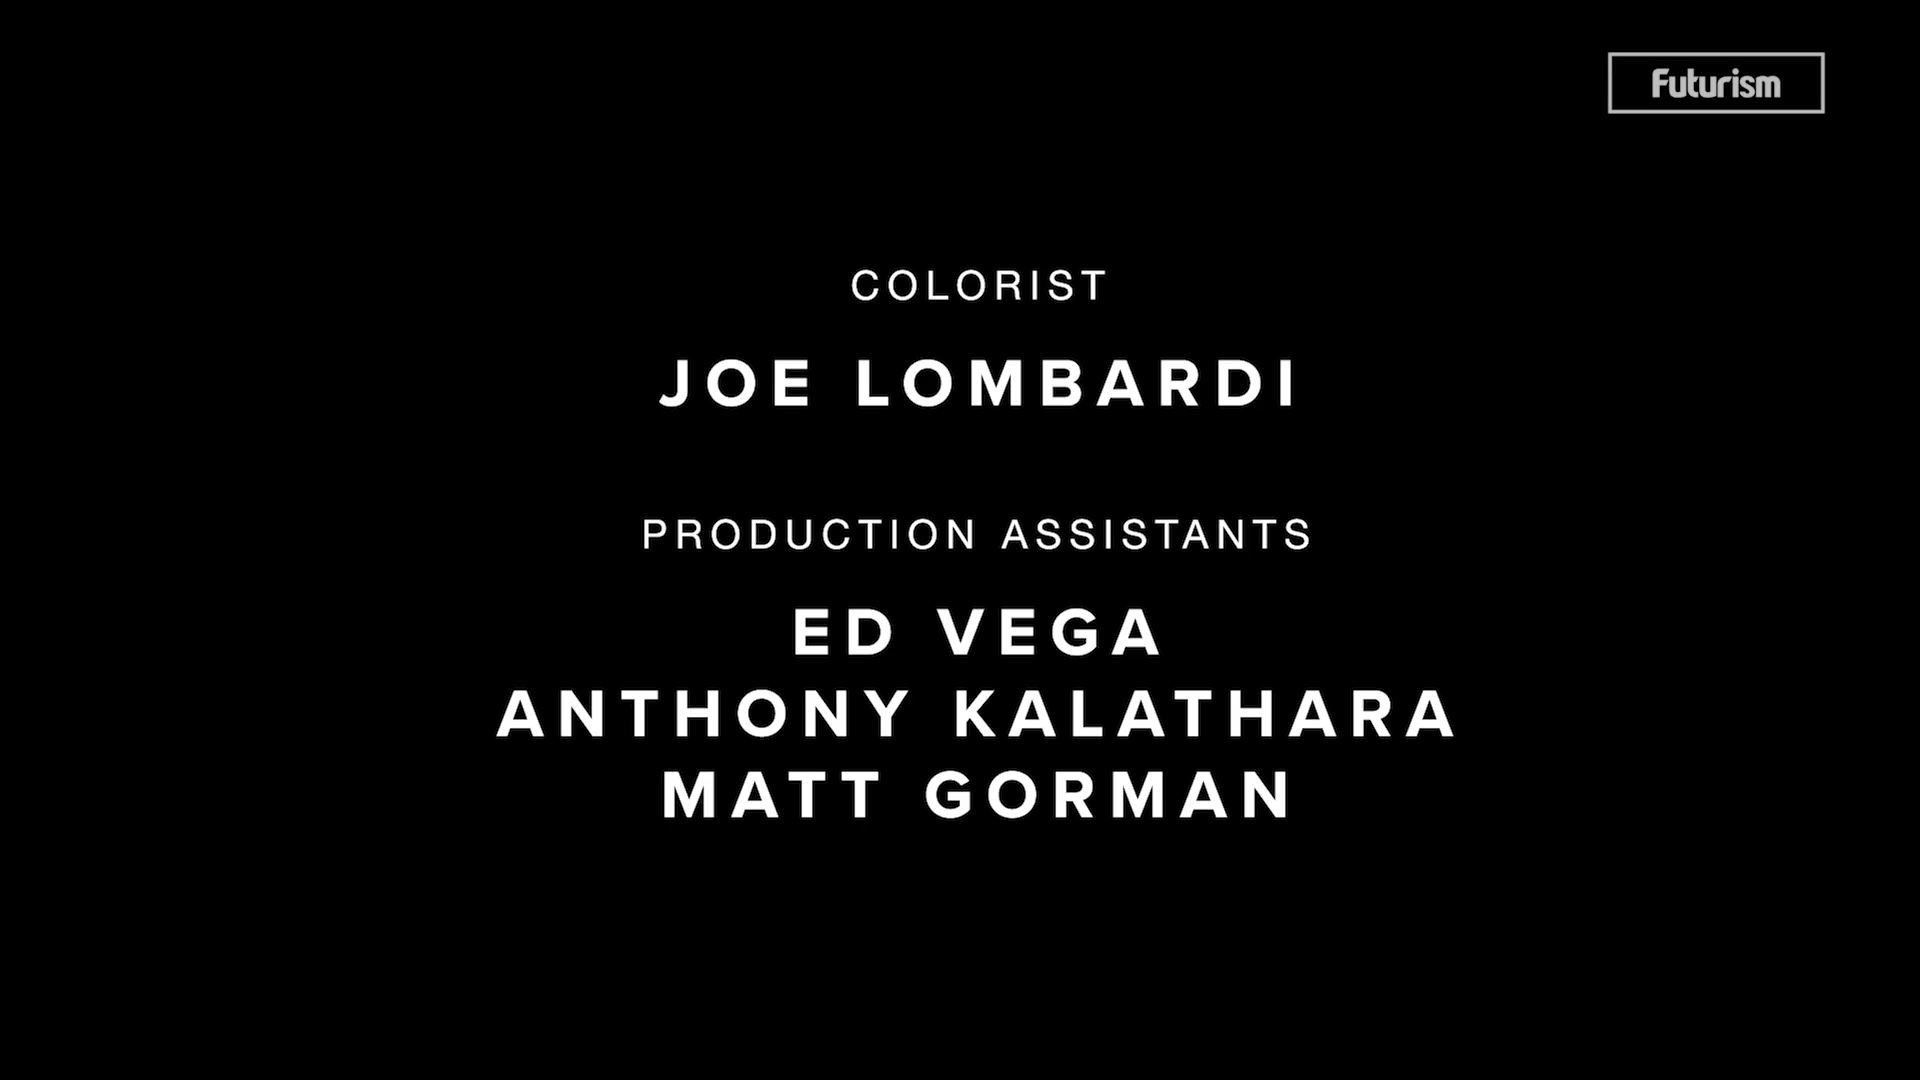 Futurism
COLORIST
JOE LOMBARDI
PRODUCTION ASSISTANTS
ED VEGA
ANTHONY KALATHARA
MATT GORMAN